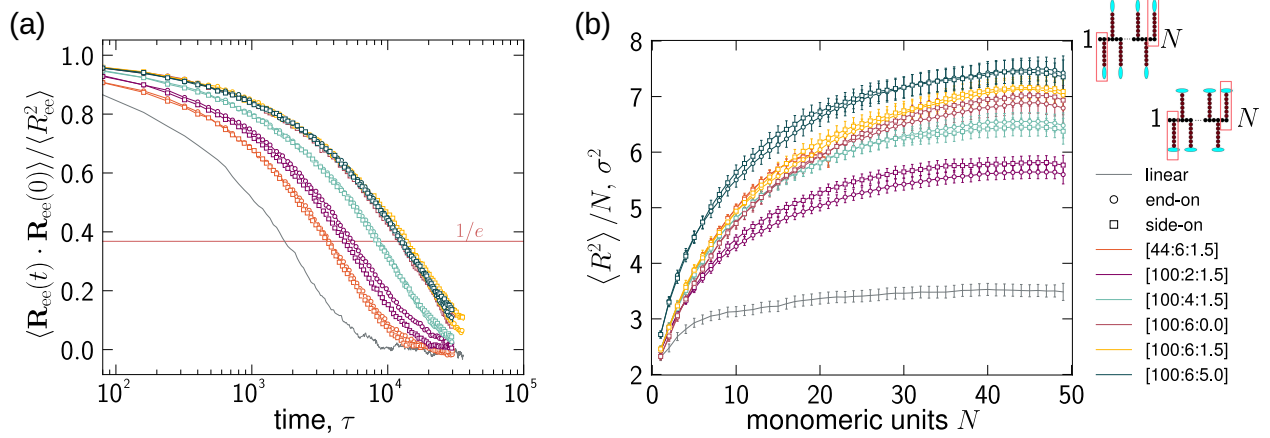 (a)
⟨R_ee(t) · R_ee(0)⟩/⟨R²_ee⟩
1.0
0.8
0.6
0.4
0.2
0.0
1/e
10² 10³ 10⁴ 10⁵
time, τ
(b)
⟨R²⟩/N, σ²
8
7
6
5
4
3
2
0 10 20 30 40 50
monomeric units N
1 N
1 N
linear
end-on
side-on
[44:6:1.5]
[100:2:1.5]
[100:4:1.5]
[100:6:0.0]
[100:6:1.5]
[100:6:5.0]